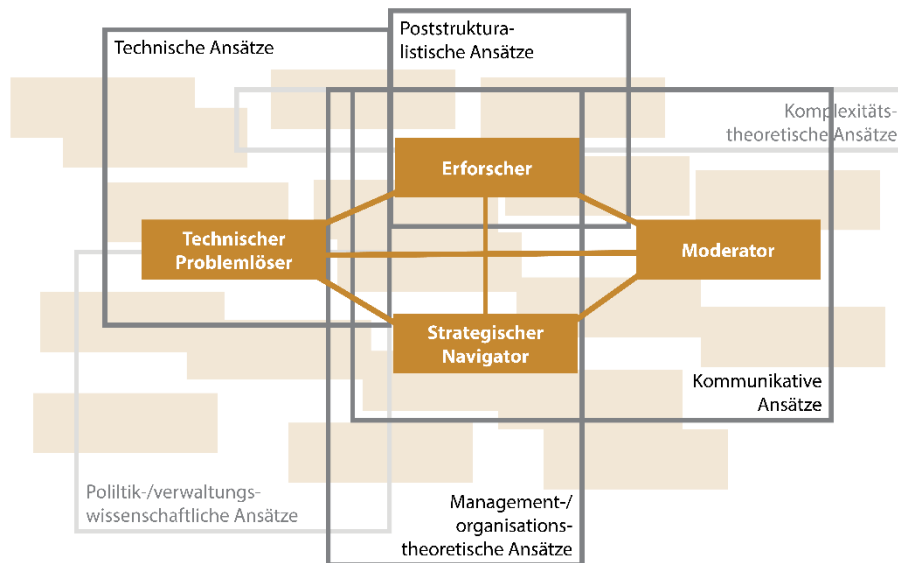 Technische Ansätze
Poststruktura-
listische Ansätze
Komplexitäts-
theoretische Ansätze
Erforscher
Technischer
Problemlöser
Moderator
Strategischer
Navigator
Kommunikative
Ansätze
Poliltik-/verwaltungs-
wissenschaftliche Ansätze
Management-/
organisations-
theoretische Ansätze